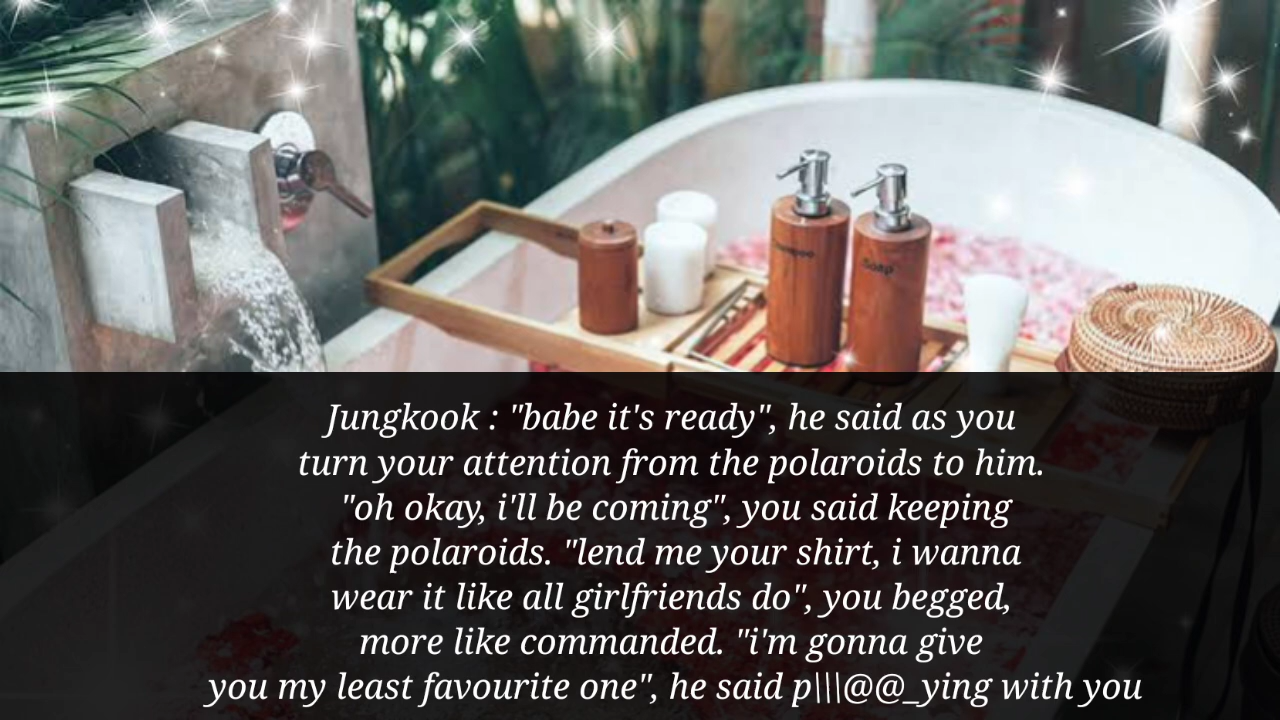 Shampoo
Soap
Jungkook : "babe it's ready", he said as you
turn your attention from the polaroids to him.
"oh okay, i'll be coming", you said keeping
the polaroids. "lend me your shirt, i wanna
wear it like all girlfriends do", you begged,
more like commanded. "i'm gonna give
you my least favourite one", he said p\\\@@_ying with you